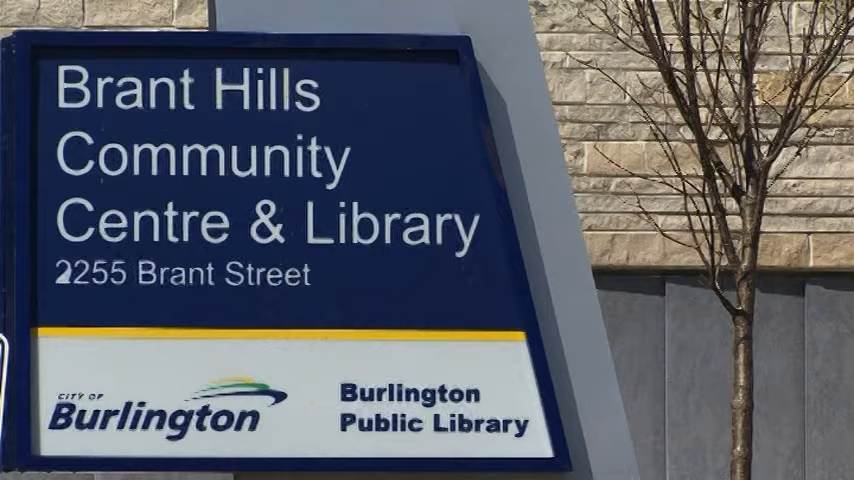 Brant Hills
Community
Centre & Library
2255 Brant Street
CITY OF
Burlington
Burlington
Public Library